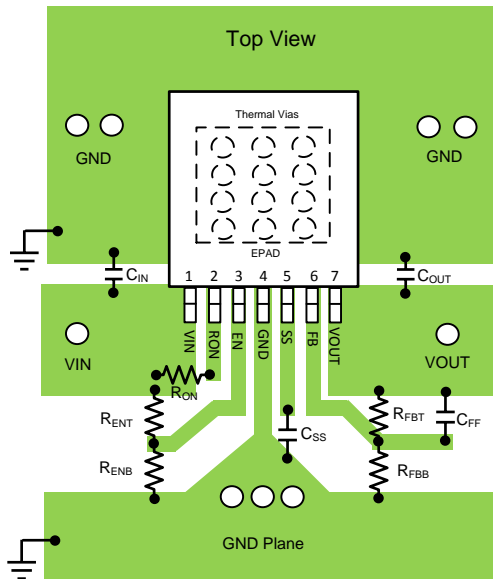 Top View
Thermal Vias
GND
GND
EPAD
CIN
1 2 3 4 5 6 7
COUT
VIN
RON
EN
GND
SS
FB
VOUT
VIN
VOUT
RON
RENT
RFBT
CFF
CSS
RENB
RFBB
GND Plane